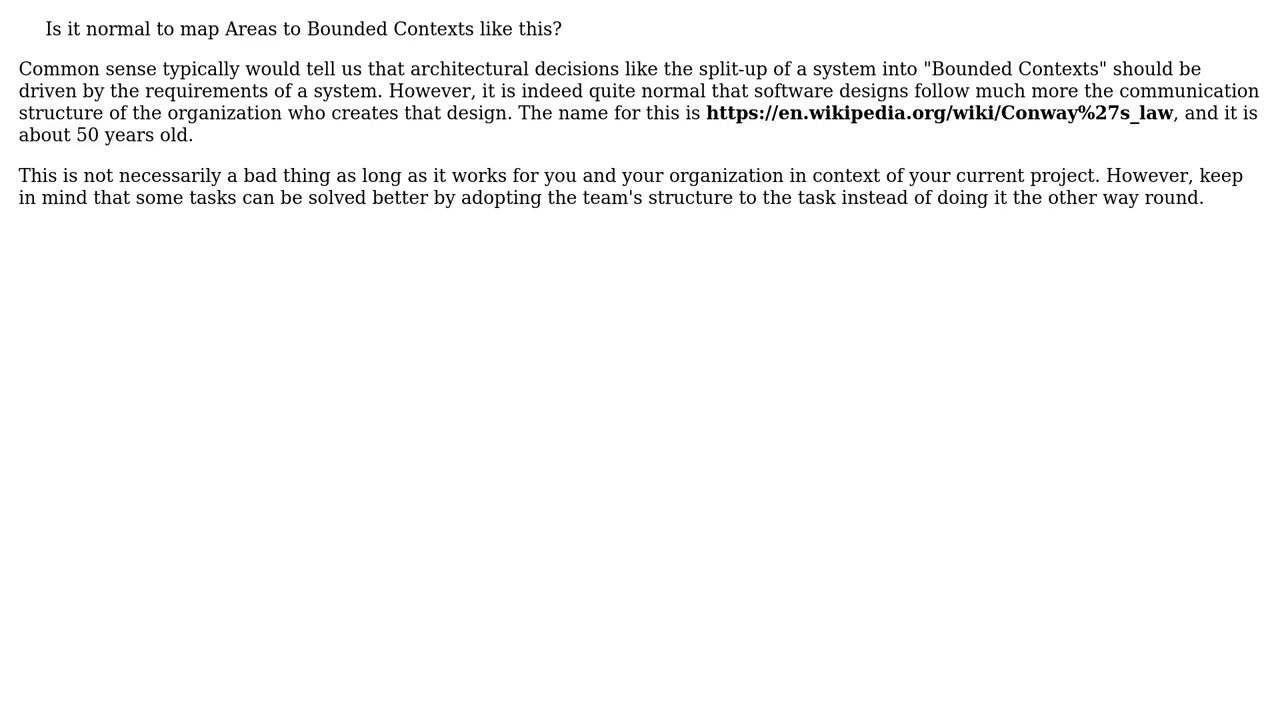 Is it normal to map Areas to Bounded Contexts like this?
Common sense typically would tell us that architectural decisions like the split-up of a system into "Bounded Contexts" should be
driven by the requirements of a system. However, it is indeed quite normal that software designs follow much more the communication
structure of the organization who creates that design. The name for this is https://en.wikipedia.org/wiki/Conway%27s_law, and it is
about 50 years old.
This is not necessarily a bad thing as long as it works for you and your organization in context of your current project. However, keep
in mind that some tasks can be solved better by adopting the team's structure to the task instead of doing it the other way round.